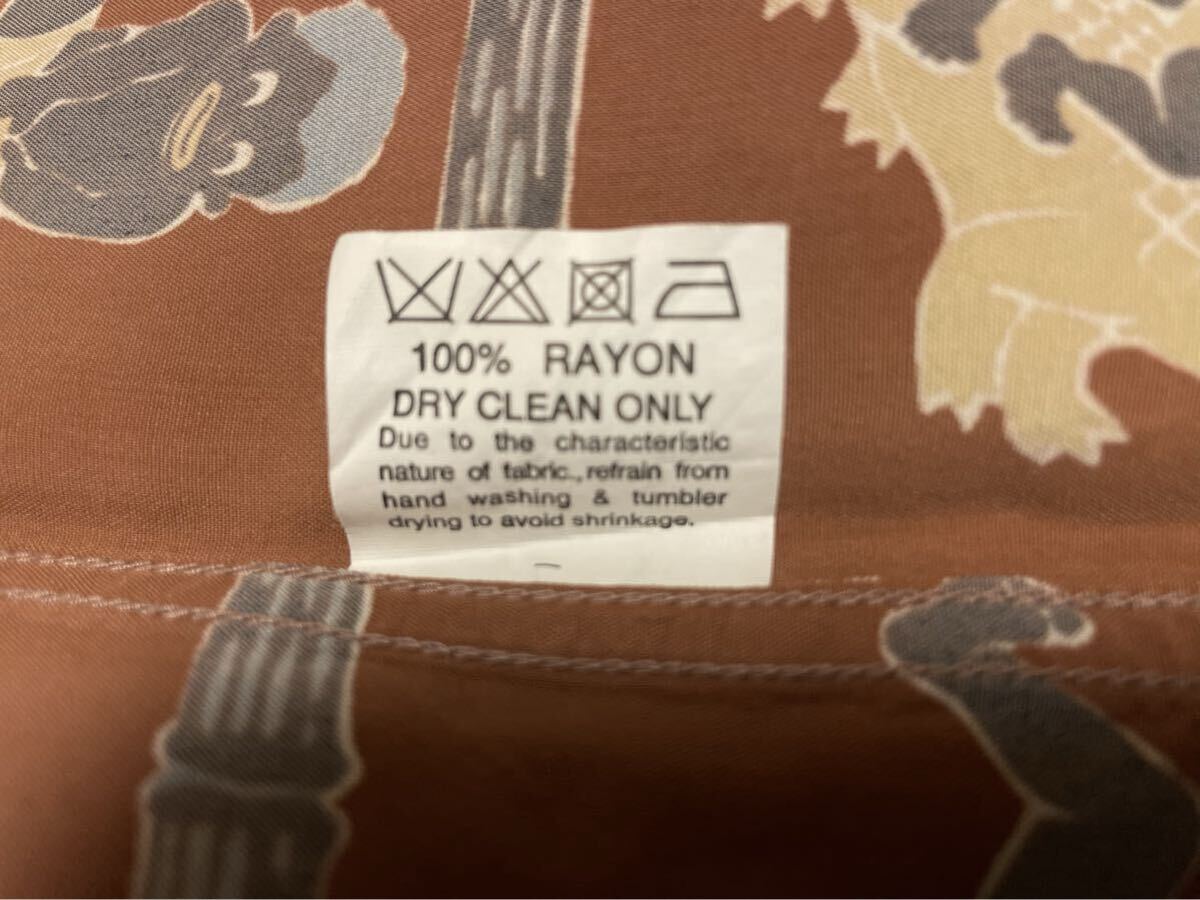 100% RAYON
DRY CLEAN ONLY
Due to the characteristic
nature of fabric.,refrain from
hand washing & tumbler
drying to avoid shrinkage.